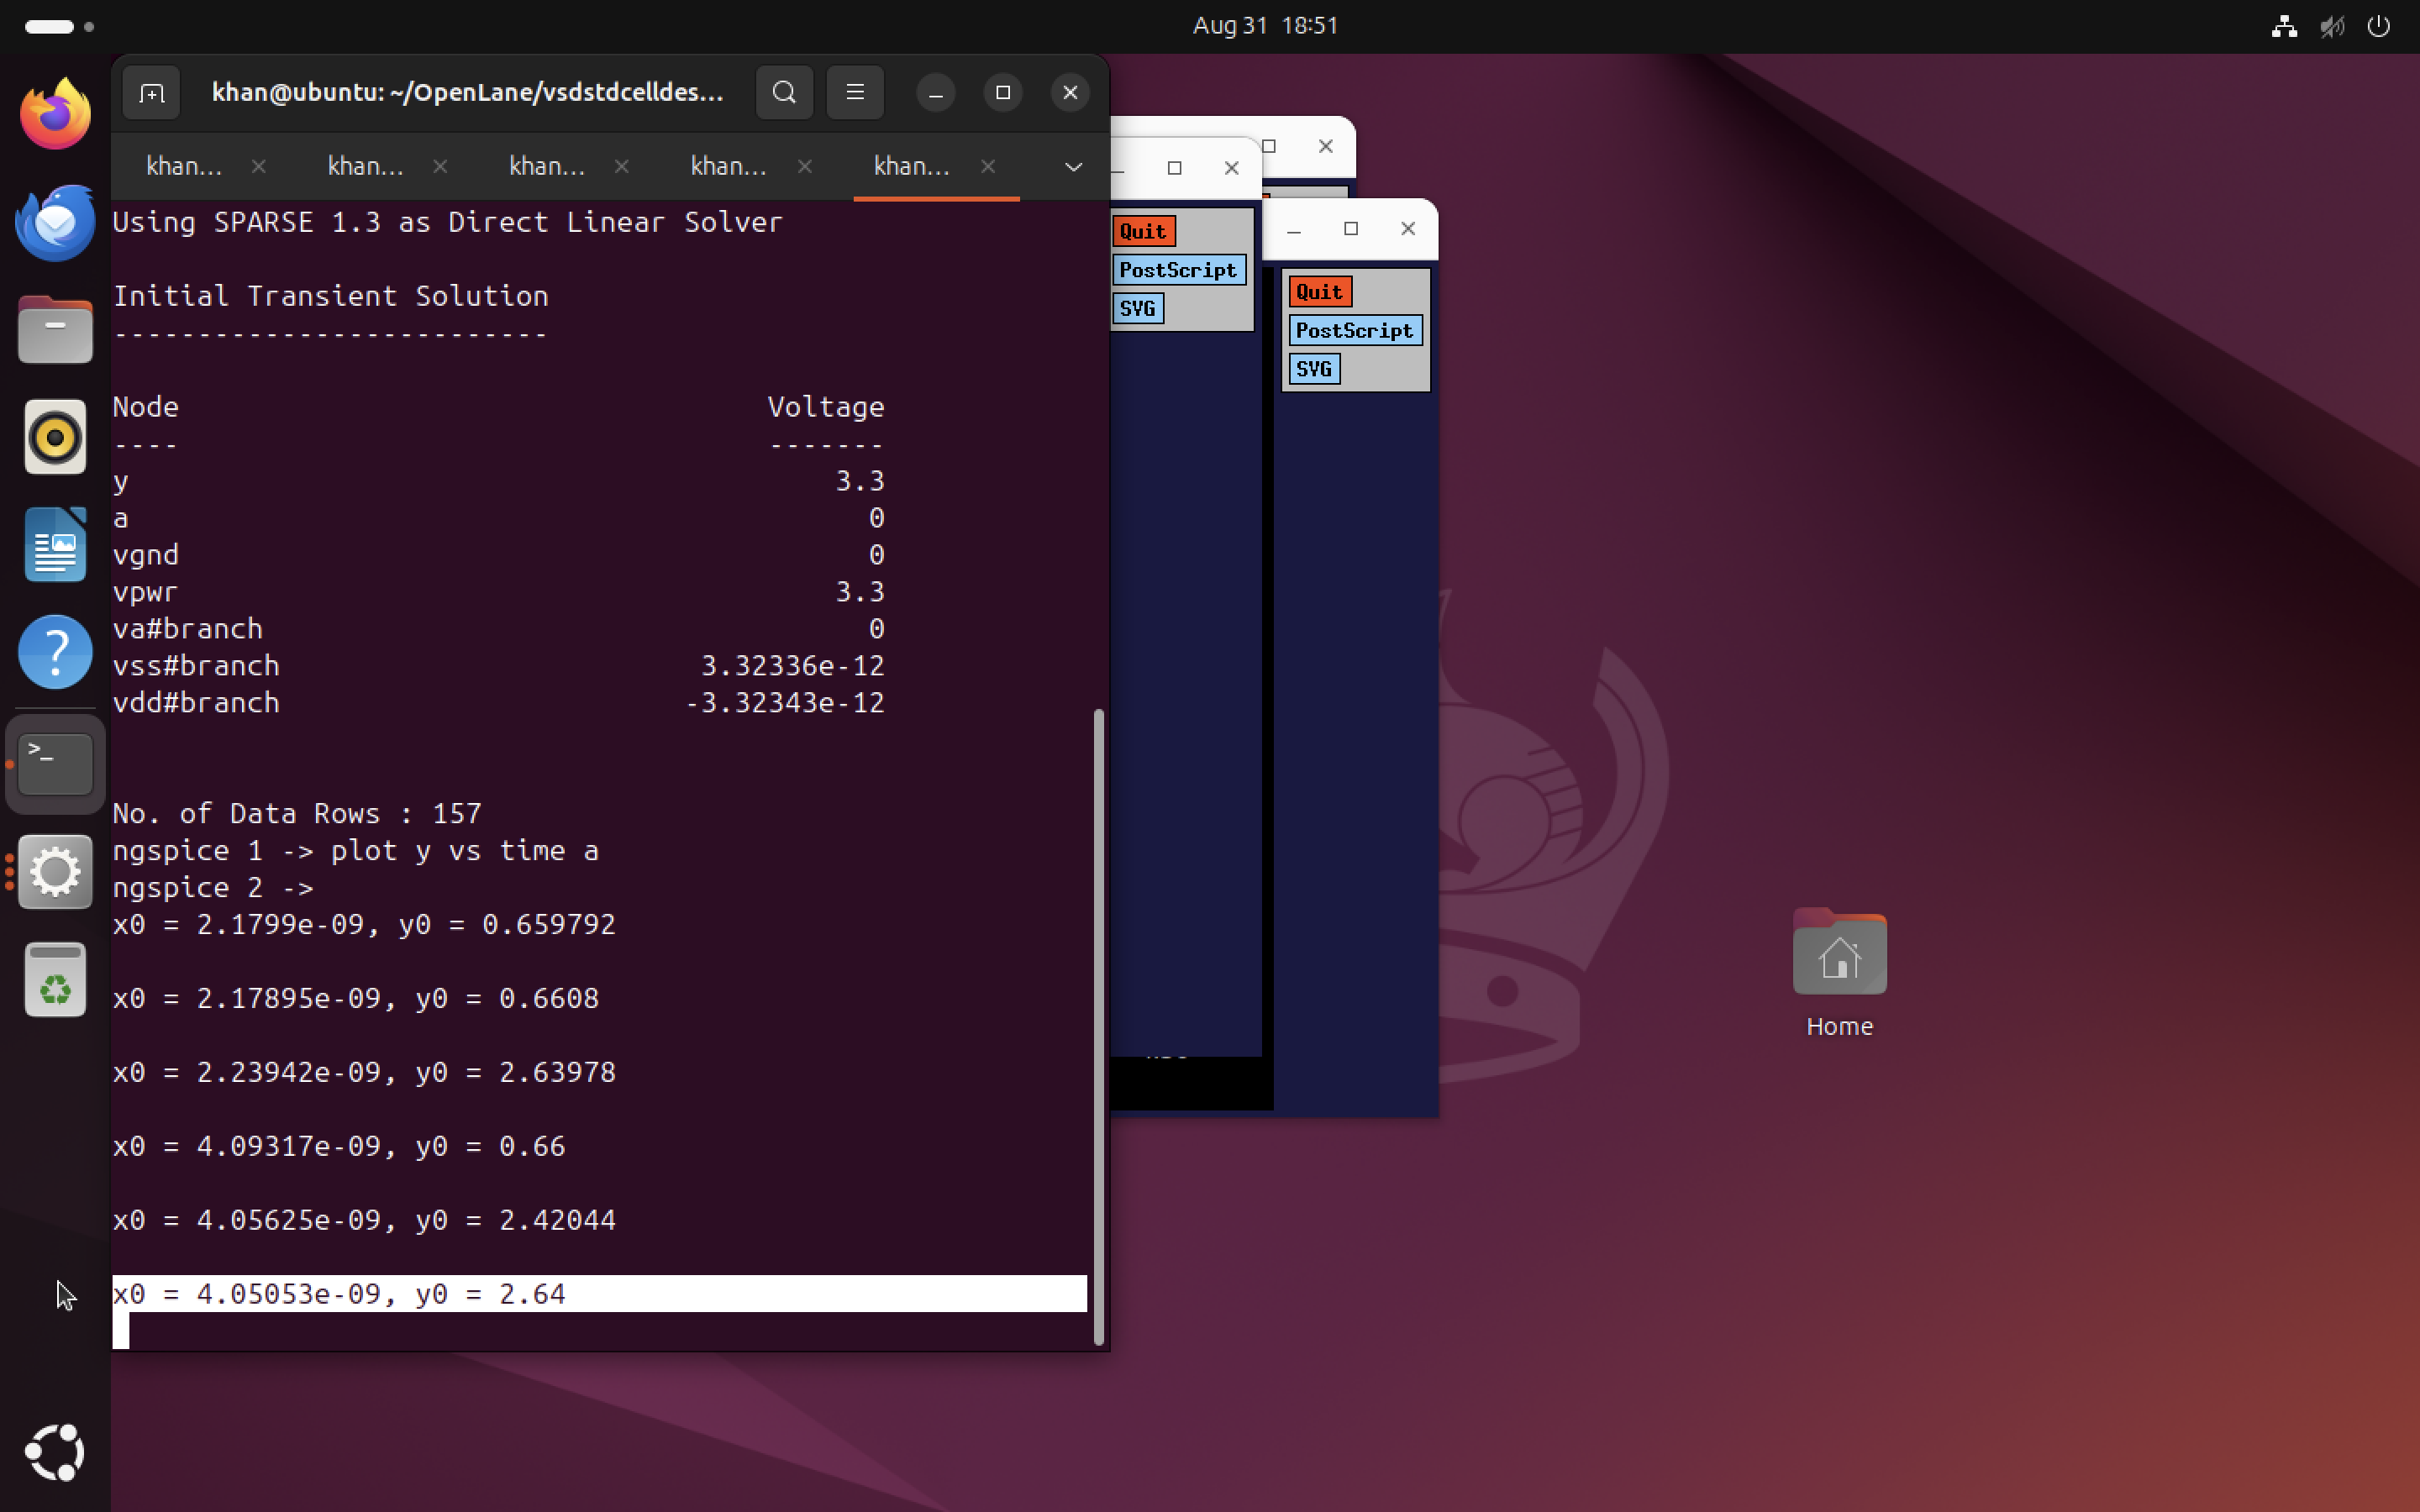 Aug 31 18:51
khan@ubuntu: ~/OpenLane/vsdstdcelldes...
khan... khan... khan... khan... khan...
Using SPARSE 1.3 as Direct Linear Solver
Initial Transient Solution
--------------------------
Node Voltage
---- -------
y 3.3
a 0
vgnd 0
vpwr 3.3
va#branch 0
vss#branch 3.32336e-12
vdd#branch -3.32343e-12
No. of Data Rows : 157
ngspice 1 -> plot y vs time a
ngspice 2 ->
x0 = 2.1799e-09, y0 = 0.659792
x0 = 2.17895e-09, y0 = 0.6608
x0 = 2.23942e-09, y0 = 2.63978
x0 = 4.09317e-09, y0 = 0.66
x0 = 4.05625e-09, y0 = 2.42044
x0 = 4.05053e-09, y0 = 2.64
Quit
PostScript
SVG
Quit
PostScript
SVG
Home